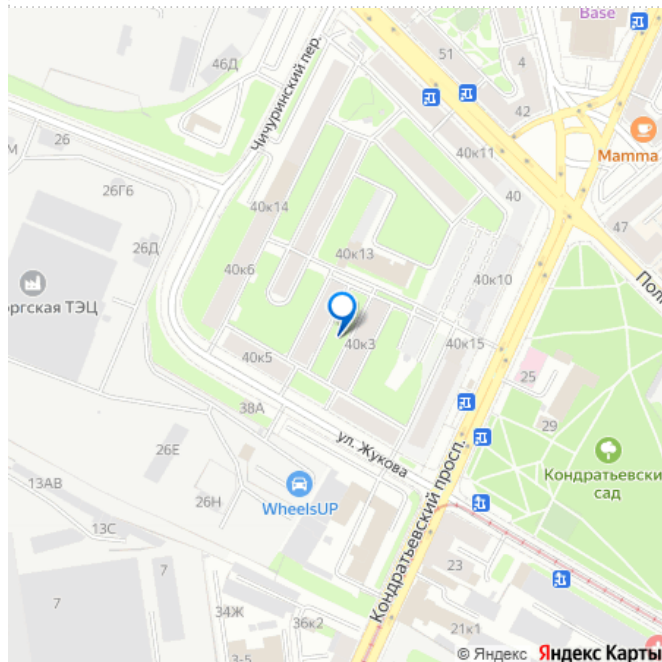 Base
51
4
46Д
42
Чичуринский пер.
Mamma
26
М
40к11
26Г6
40
47
40к14
26Д
40к13
Пол
40к6
40к10
оргская ТЭЦ
40к3
40к15
40к5
25
38А
29
ул. Жукова
26Е
Кондратьевски
сад
13АВ
26Н
WheelsUP
13С
Кондратьевский просп.
23
7
7
34Ж
36к2
21к1
3-5
© Яндекс Яндекс Карты